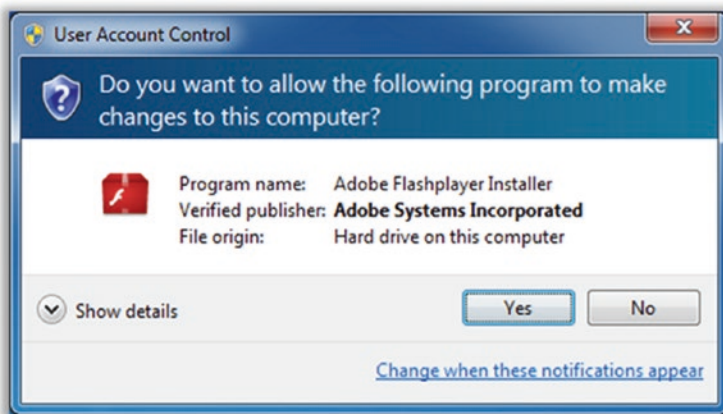 User Account Control
Do you want to allow the following program to make
changes to this computer?
Program name: Adobe Flashplayer Installer
Verified publisher: Adobe Systems Incorporated
File origin: Hard drive on this computer
Show details Yes No
Change when these notifications appear